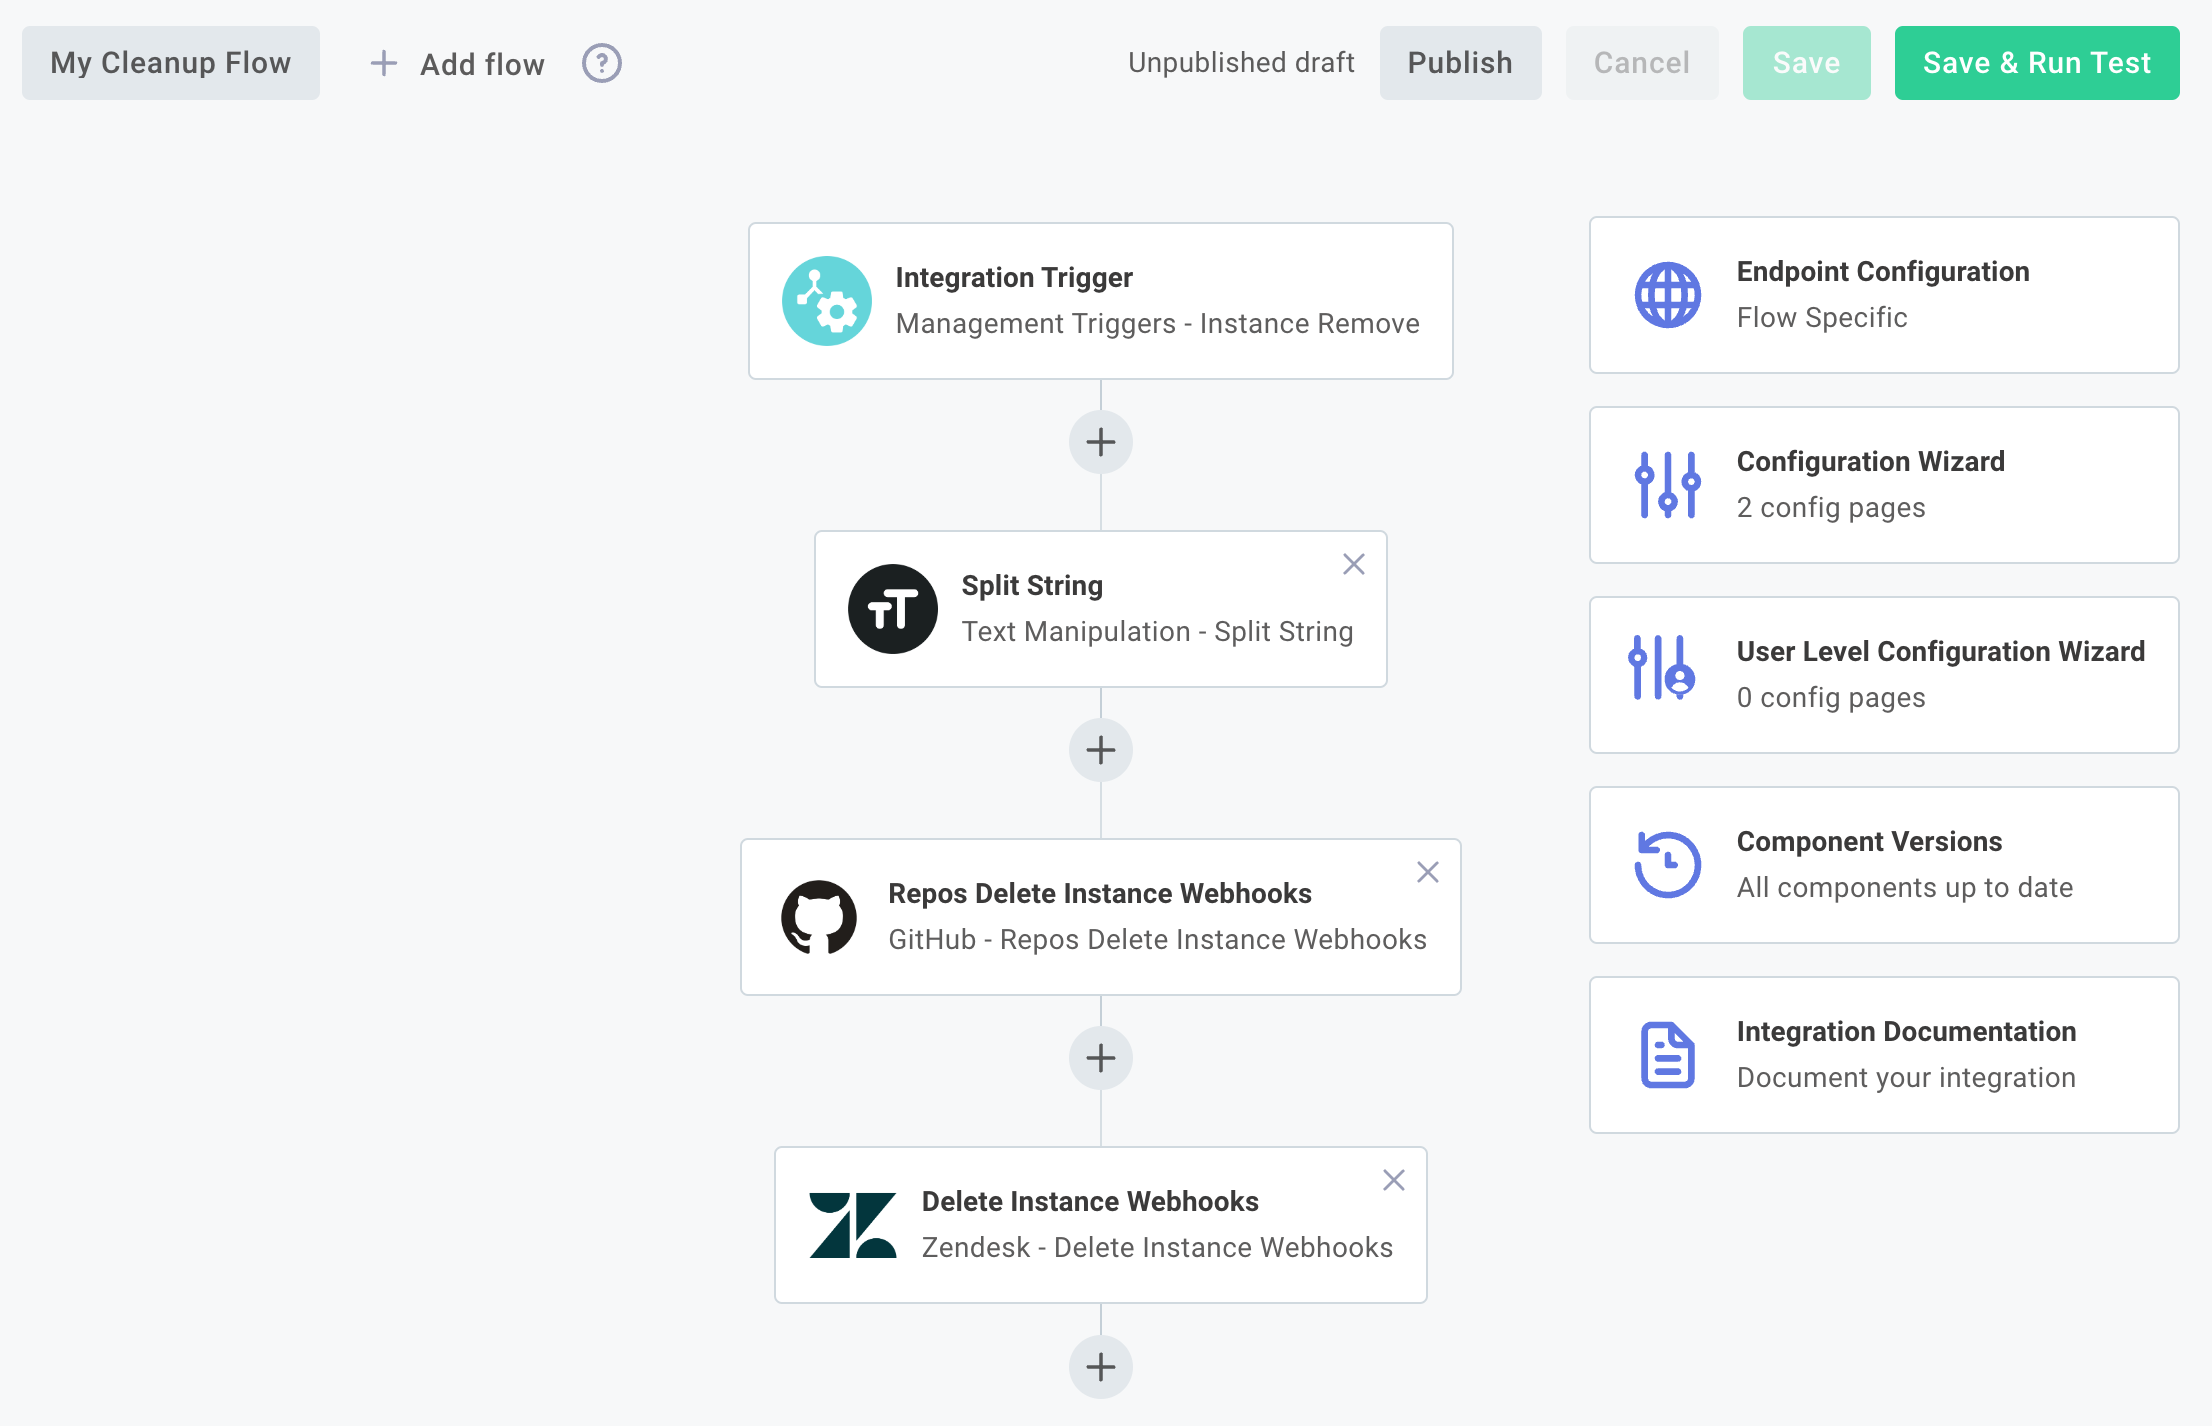 My Cleanup Flow
Add flow
?
Unpublished draft
Publish
Cancel
Save
Save & Run Test
Integration Trigger
Management Triggers - Instance Remove
Split String
Text Manipulation - Split String
Repos Delete Instance Webhooks
GitHub - Repos Delete Instance Webhooks
Delete Instance Webhooks
Zendesk - Delete Instance Webhooks
Endpoint Configuration
Flow Specific
Configuration Wizard
2 config pages
User Level Configuration Wizard
0 config pages
Component Versions
All components up to date
Integration Documentation
Document your integration